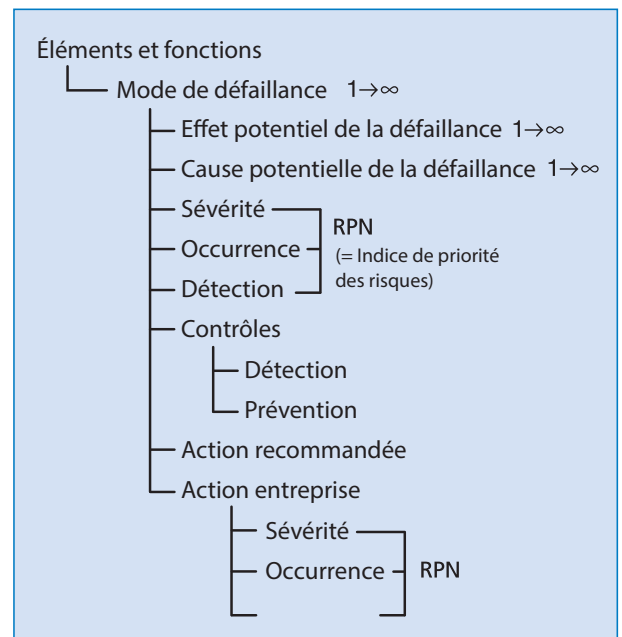 Éléments et fonctions
Mode de défaillance 1→∞
Effet potentiel de la défaillance 1→∞
Cause potentielle de la défaillance 1→∞
Sévérité
RPN
Occurrence
(= Indice de priorité
des risques)
Détection
Contrôles
Détection
Prévention
Action recommandée
Action entreprise
Sévérité
Occurrence
RPN